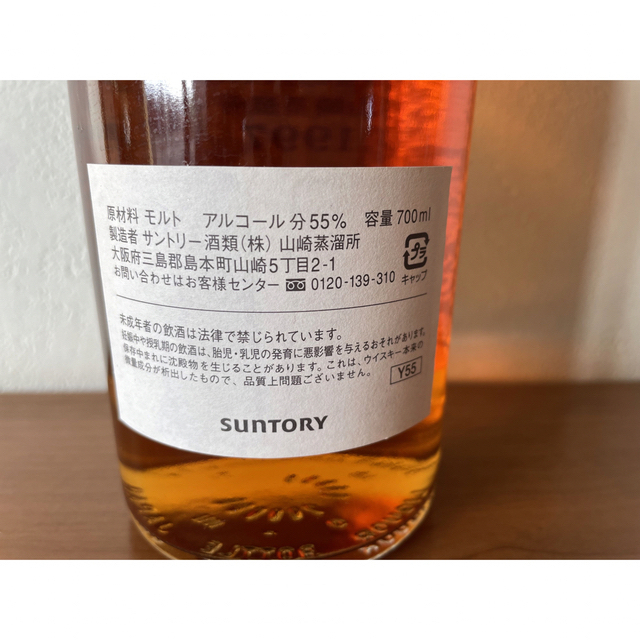 原材料 モルト アルコール分55% 容量700ml
製造者 サントリー酒類(株) 山崎蒸溜所
大阪府三島郡島本町山崎5丁目2-1
お問い合わせはお客様センター 0120-139-310
プラ
キャップ
未成年者の飲酒は法律で禁じられています。
妊娠中や授乳期の飲酒は、胎児・乳児の発育に悪影響を与えるおそれがあります。
保存中まれに沈殿物を生じることがあります。これは、ウイスキー本来の
微量成分が析出したもので、品質上問題ございません。
Y55
SUNTORY